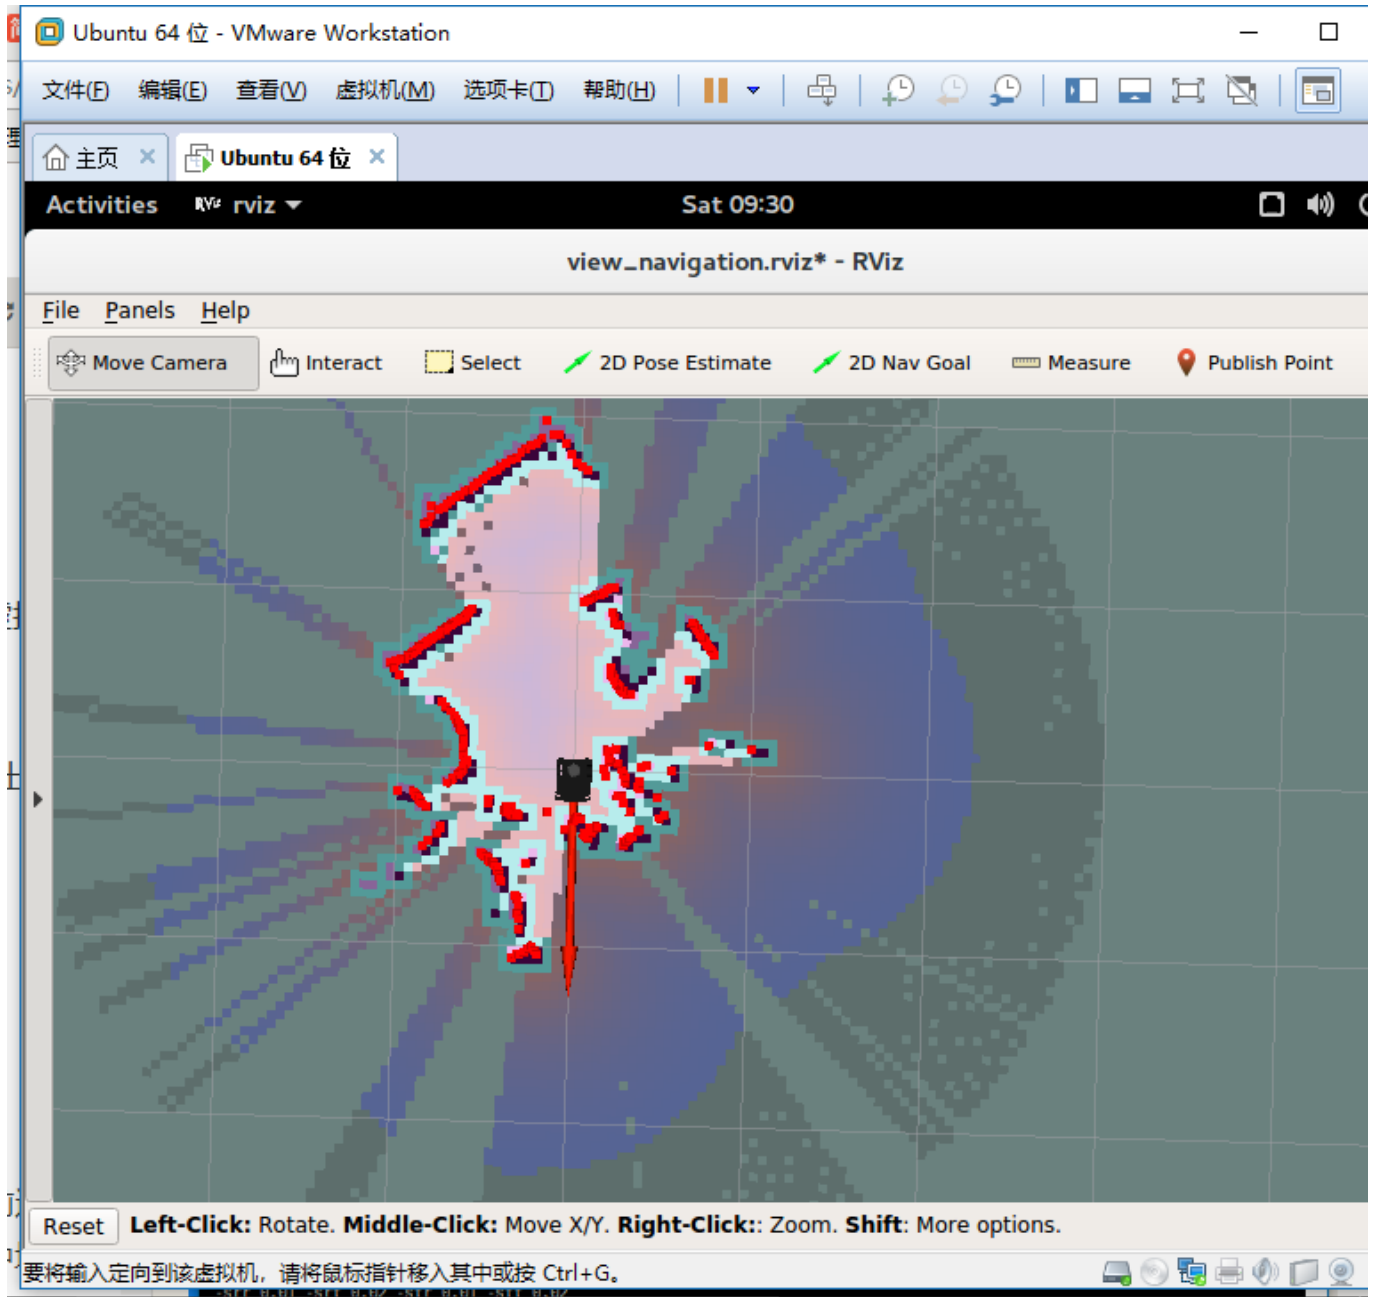 Ubuntu 64 位 - VMware Workstation
文件(F) 编辑(E) 查看(V) 虚拟机(M) 选项卡(T) 帮助(H)
主页 Ubuntu 64 位
Activities RViz rviz Sat 09:30
view_navigation.rviz* - RViz
File Panels Help
Move Camera Interact Select 2D Pose Estimate 2D Nav Goal Measure Publish Point
Reset Left-Click: Rotate. Middle-Click: Move X/Y. Right-Click:: Zoom. Shift: More options.
要将输入定向到该虚拟机，请将鼠标指针移入其中或按 Ctrl+G。